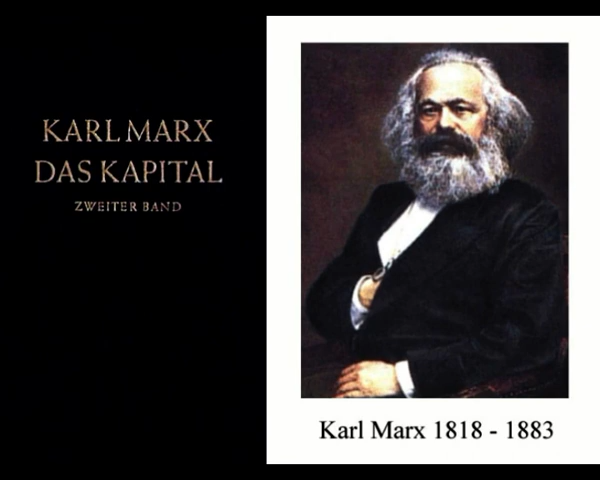 KARL MARX
DAS KAPITAL
ZWEITER BAND
Karl Marx 1818 - 1883